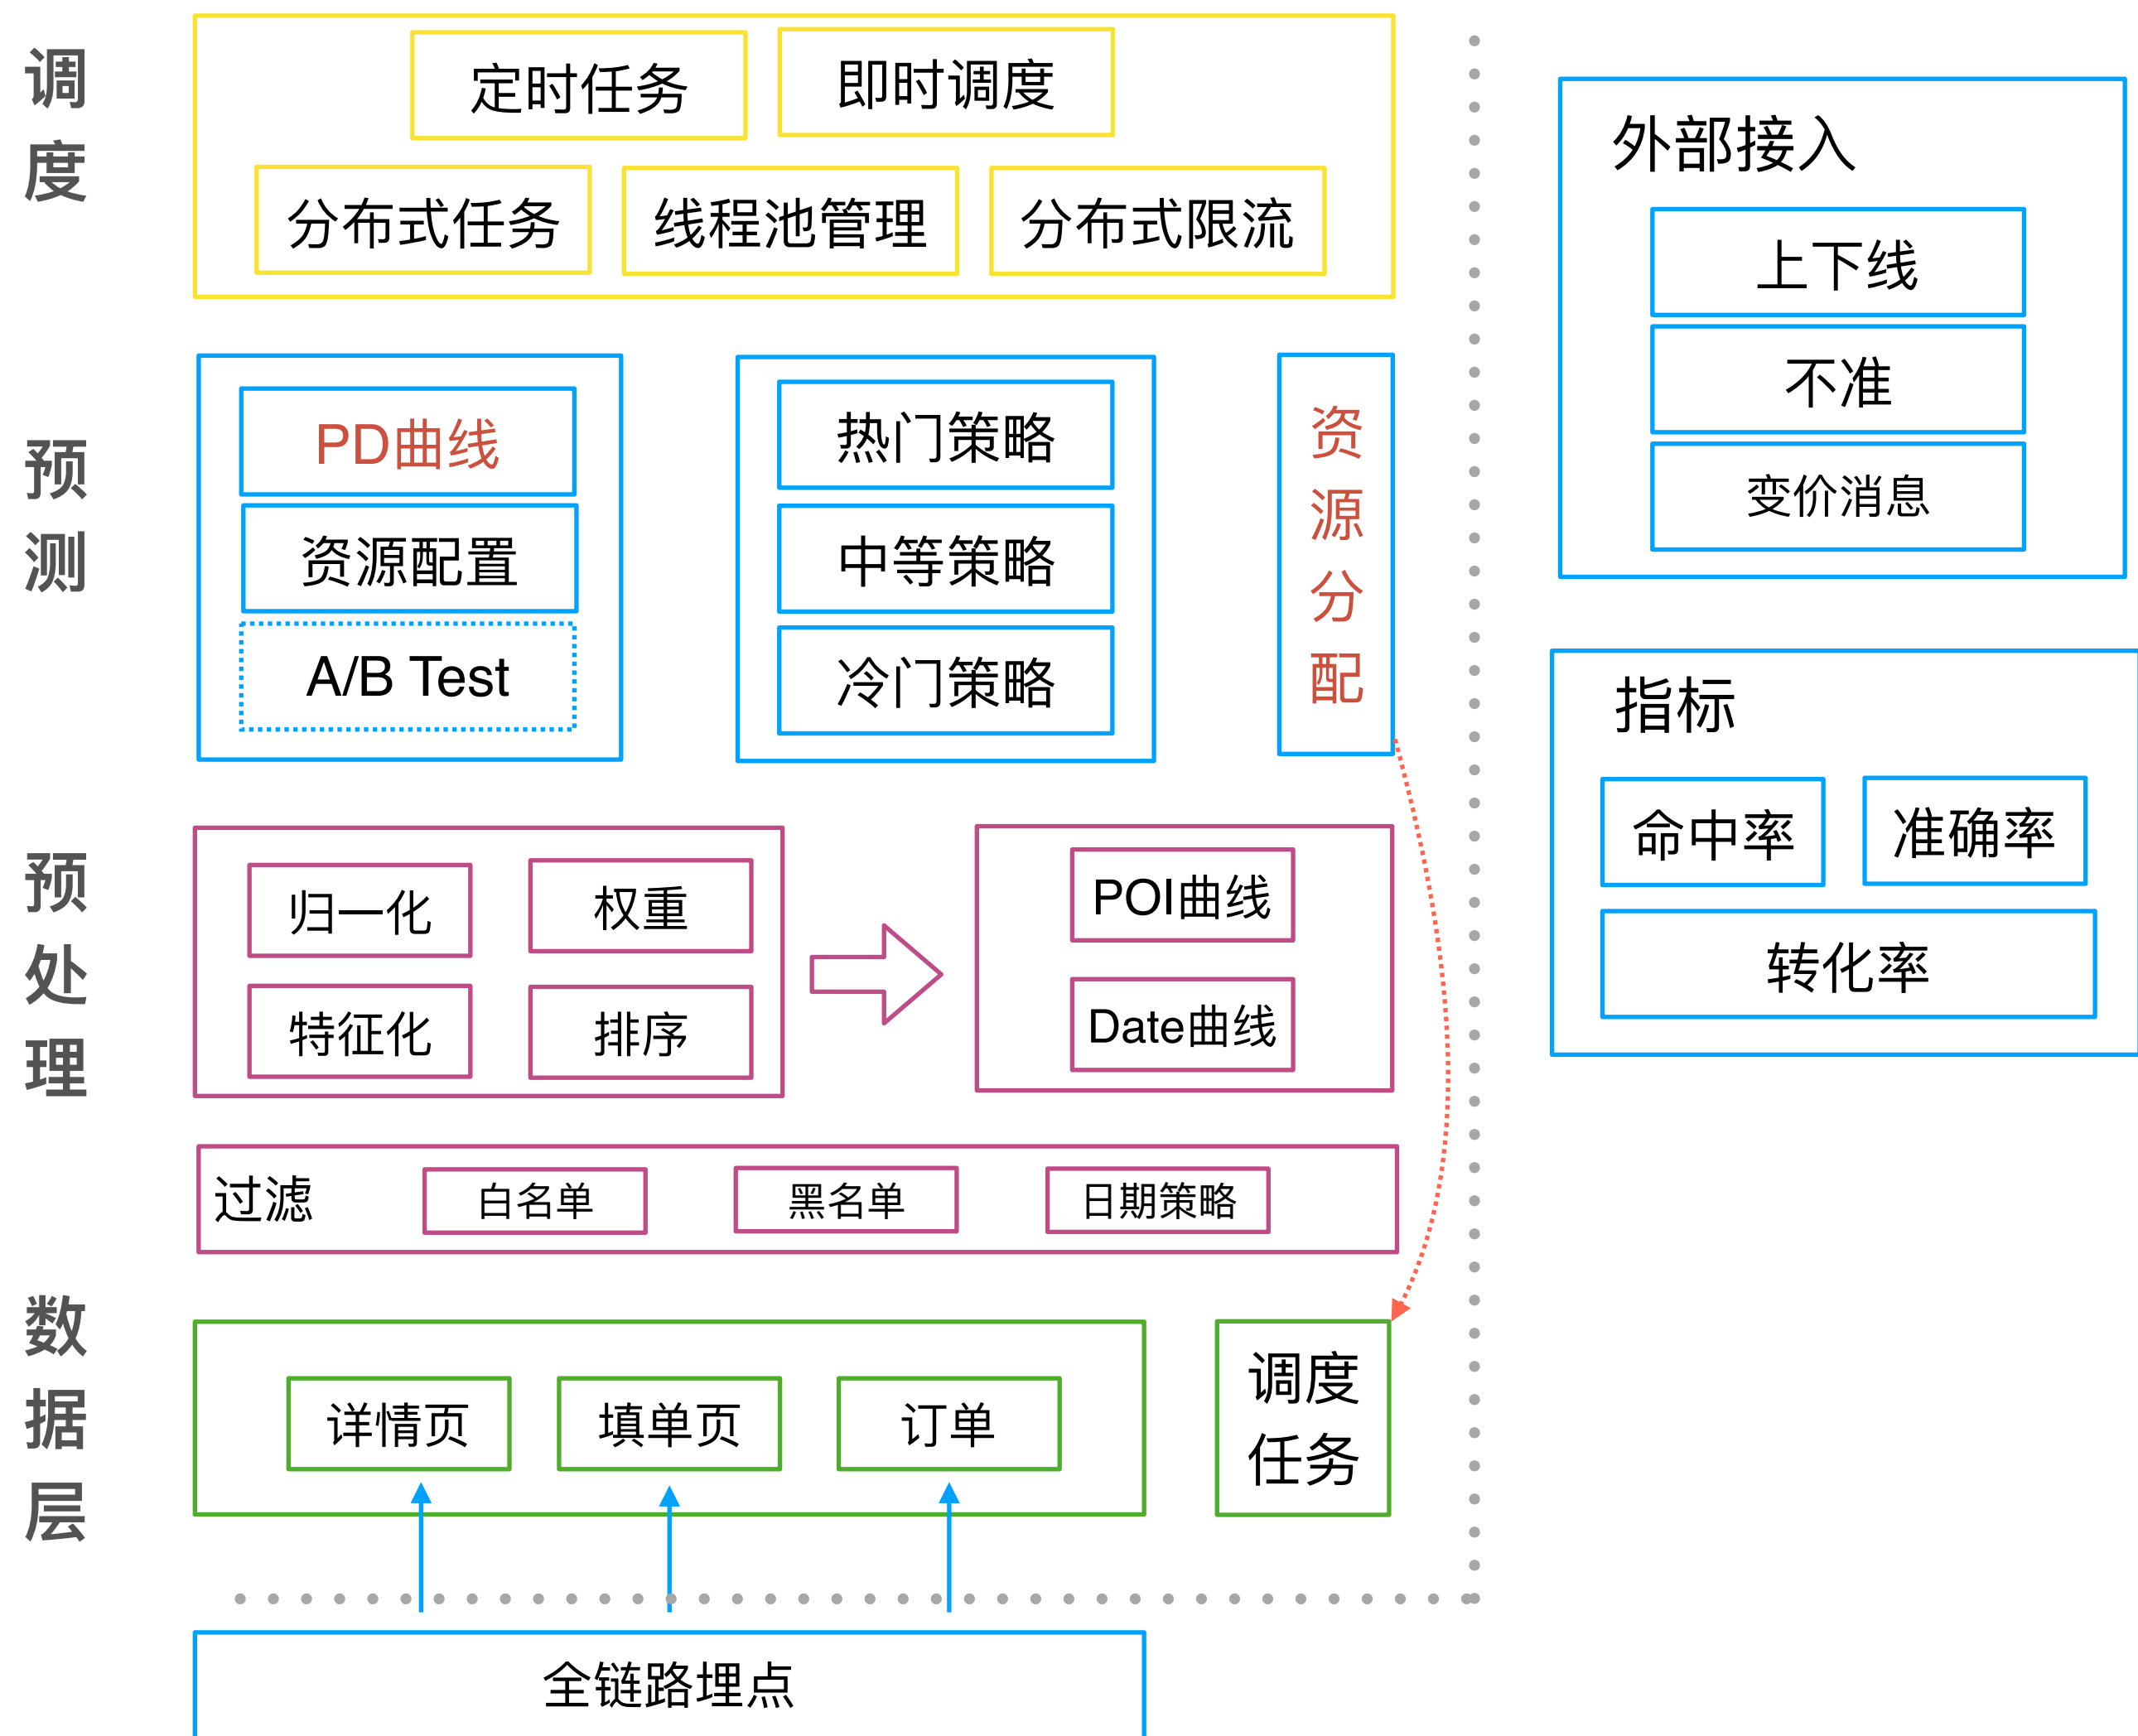 调度
定时任务
即时调度
分布式任务
缓冲池管理
分布限流
预测
PD曲线
资源配置
A/B Test
热门策略
中等策略
冷门策略
资源分配
预处理
归一化
权重
特征化
排序
POI曲线
Date曲线
过滤
白名单
黑名单
日期策略
数据层
详情页
填单页
订单
调度任务
全链路埋点
外部接入
上下线
不准
变价满房
指标
命中率
准确率
转化率